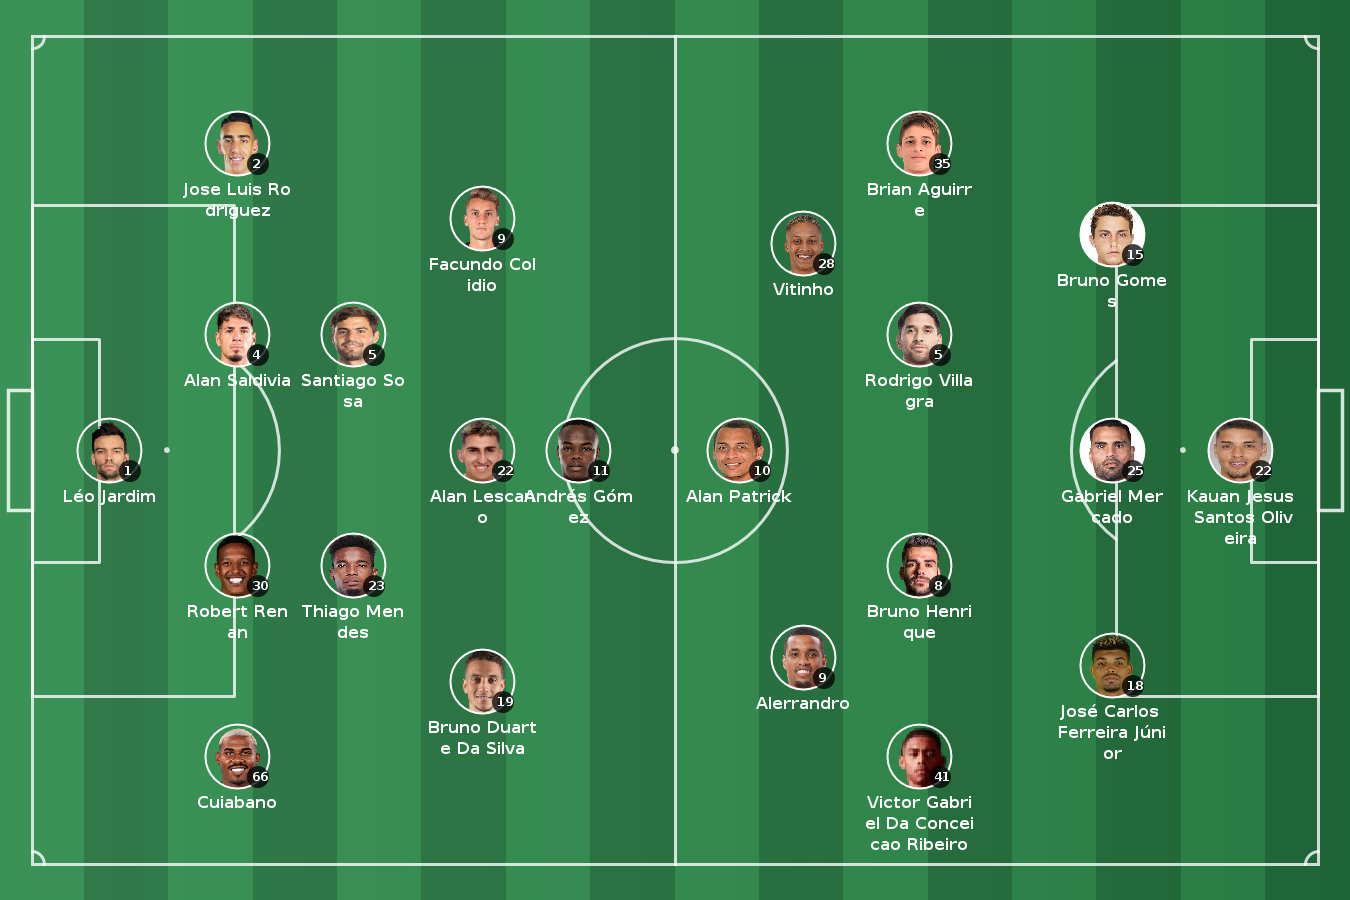 2
Jose Luis Ro
driguez
4
Alan Saldivia
1
Léo Jardim
30
Robert Ren
an
66
Cuiabano
5
Santiago So
sa
23
Thiago Men
des
9
Facundo Col
idio
22
Alan Lescan
o
19
Bruno Duart
e Da Silva
11
Andrés Góm
ez
10
Alan Patrick
28
Vitinho
9
Alerrandro
35
Brian Aguirr
e
5
Rodrigo Villa
gra
8
Bruno Henri
que
41
Victor Gabri
el Da Concei
cao Ribeiro
15
Bruno Gome
s
25
Gabriel Mer
cado
18
José Carlos
Ferreira Júni
or
22
Kauan Jesus
Santos Oliv
eira